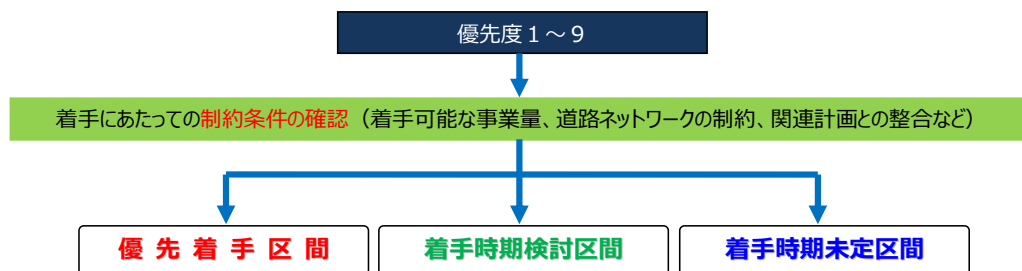 優先度１～９
着手にあたっての制約条件の確認（着手可能な事業量、道路ネットワークの制約、関連計画との整合など）
優先着手区間
着手時期検討区間
着手時期未定区間